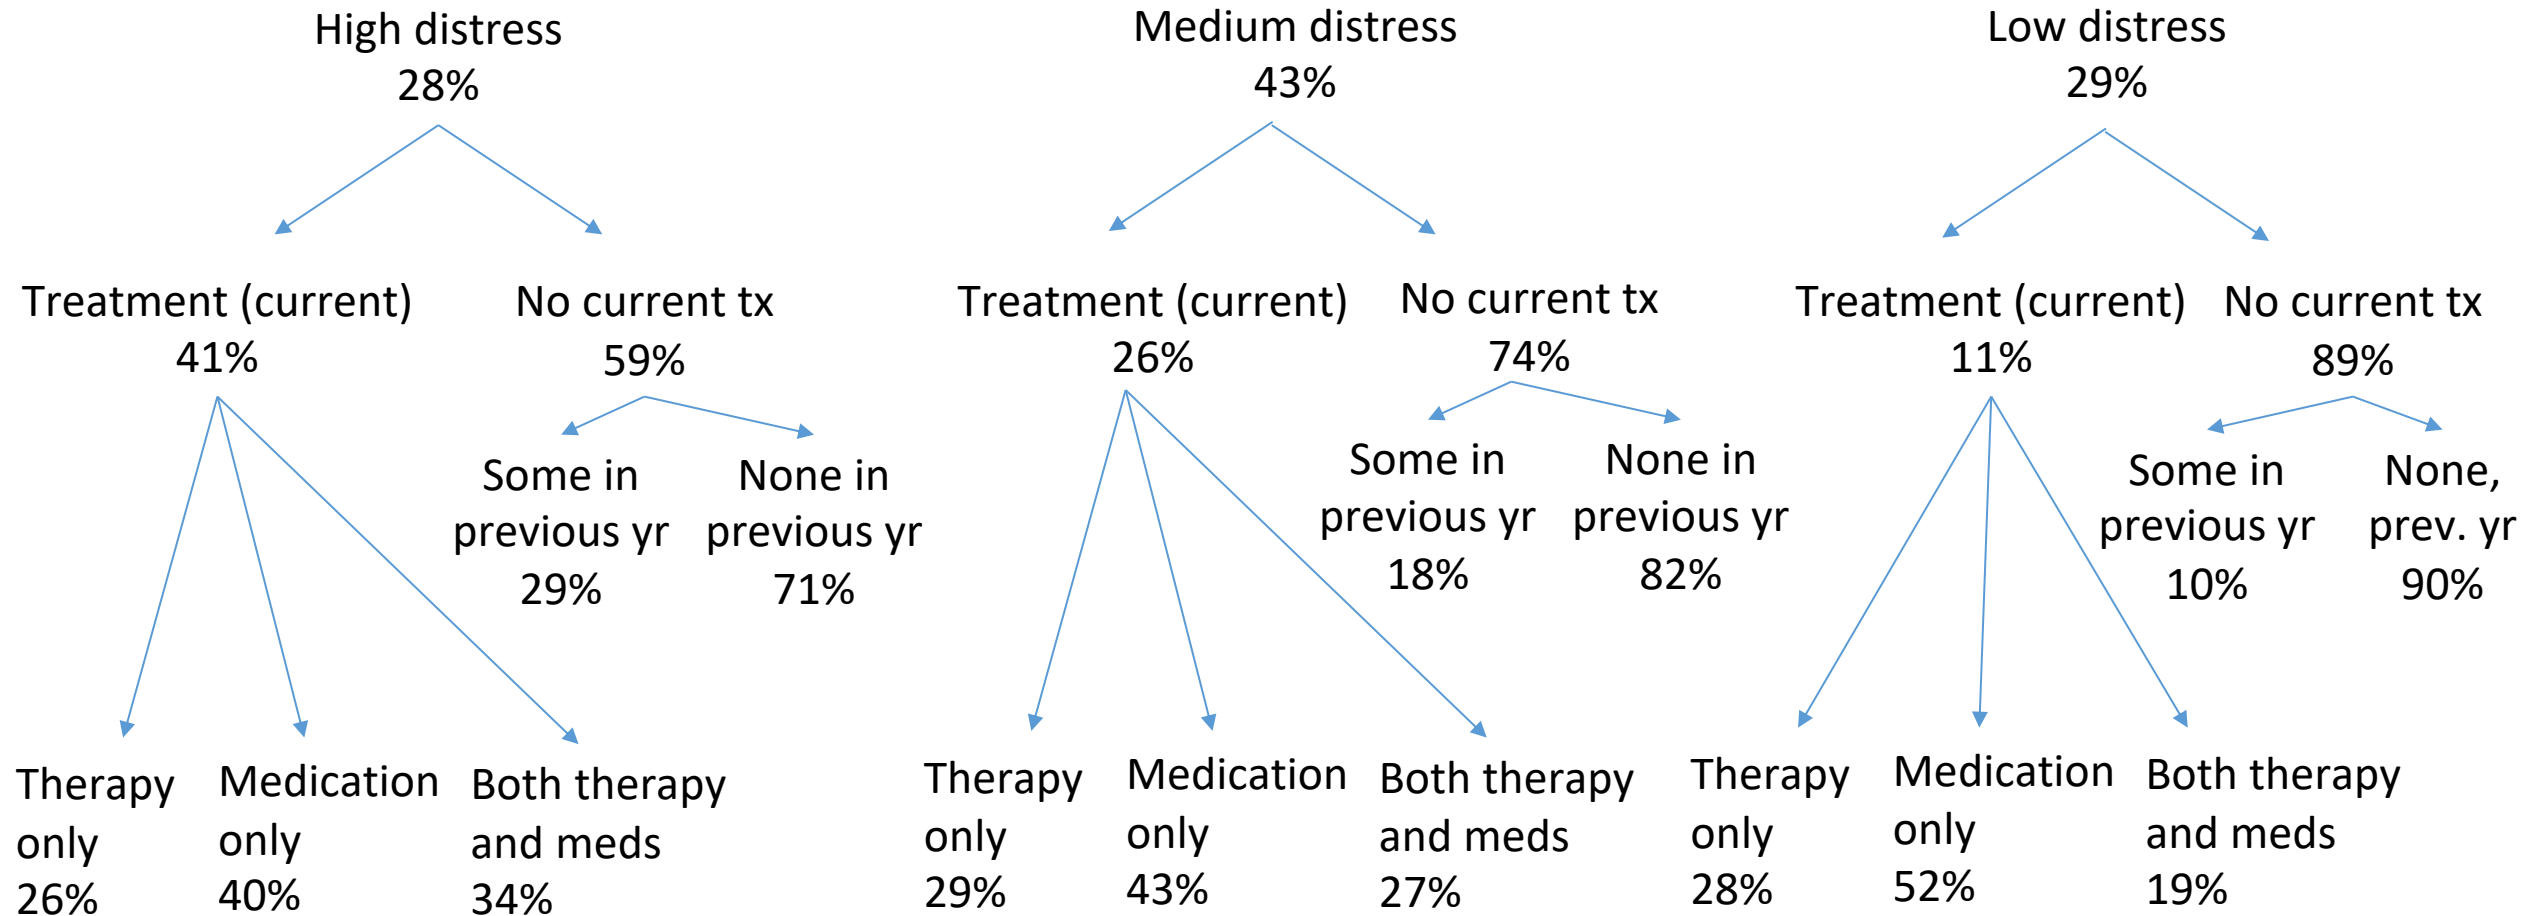 High distress
28%
Medium distress
43%
Low distress
29%
Treatment (current)
41%
No current tx
59%
Treatment (current)
26%
No current tx
74%
Treatment (current)
11%
No current tx
89%
Some in
previous yr
29%
None in
previous yr
71%
Some in
previous yr
18%
None in
previous yr
82%
Some in
previous yr
10%
None,
prev. yr
90%
Therapy
only
26%
Medication
only
40%
Both therapy
and meds
34%
Therapy
only
29%
Medication
only
43%
Both therapy
and meds
27%
Therapy
only
28%
Medication
only
52%
Both therapy
and meds
19%